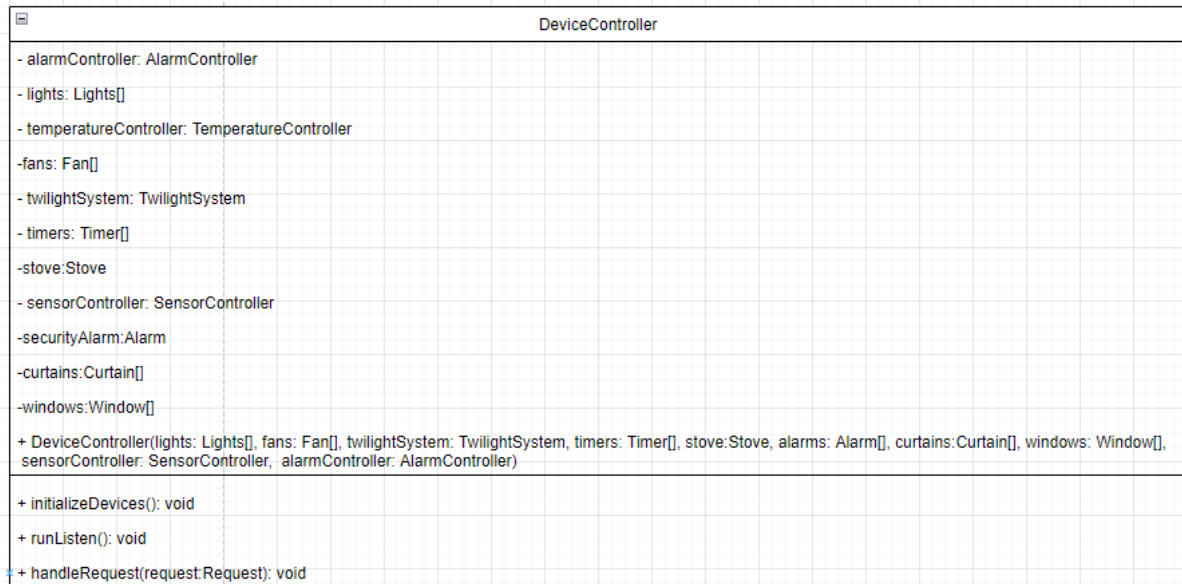 DeviceController
- alarmController: AlarmController
- lights: Lights[]
- temperatureController: TemperatureController
-fans: Fan[]
- twilightSystem: TwilightSystem
- timers: Timer[]
-stove:Stove
- sensorController: SensorController
-securityAlarm:Alarm
-curtains:Curtain[]
-windows:Window[]
+ DeviceController(lights: Lights[], fans: Fan[], twilightSystem: TwilightSystem, timers: Timer[], stove:Stove, alarms: Alarm[], curtains:Curtain[], windows: Window[],
sensorController: SensorController, alarmController: AlarmController)
+ initializeDevices(): void
+ runListen(): void
+ handleRequest(request:Request): void